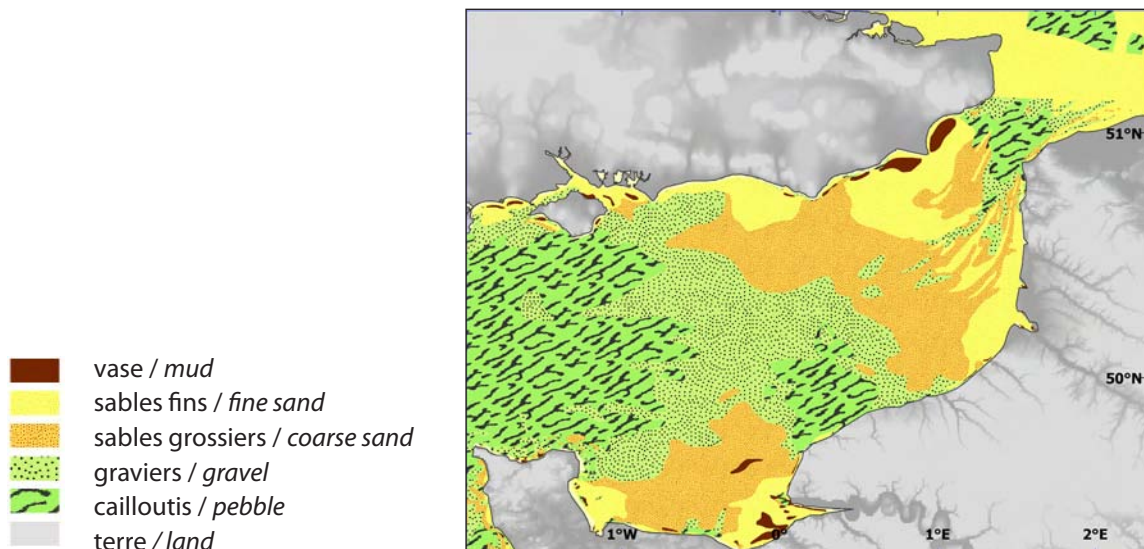 51°N
vase / mud
sables fins / fine sand
50°N
sables grossiers / coarse sand
graviers / gravel
cailloutis / pebble
1°W 0° 1°E 2°E
terre / land